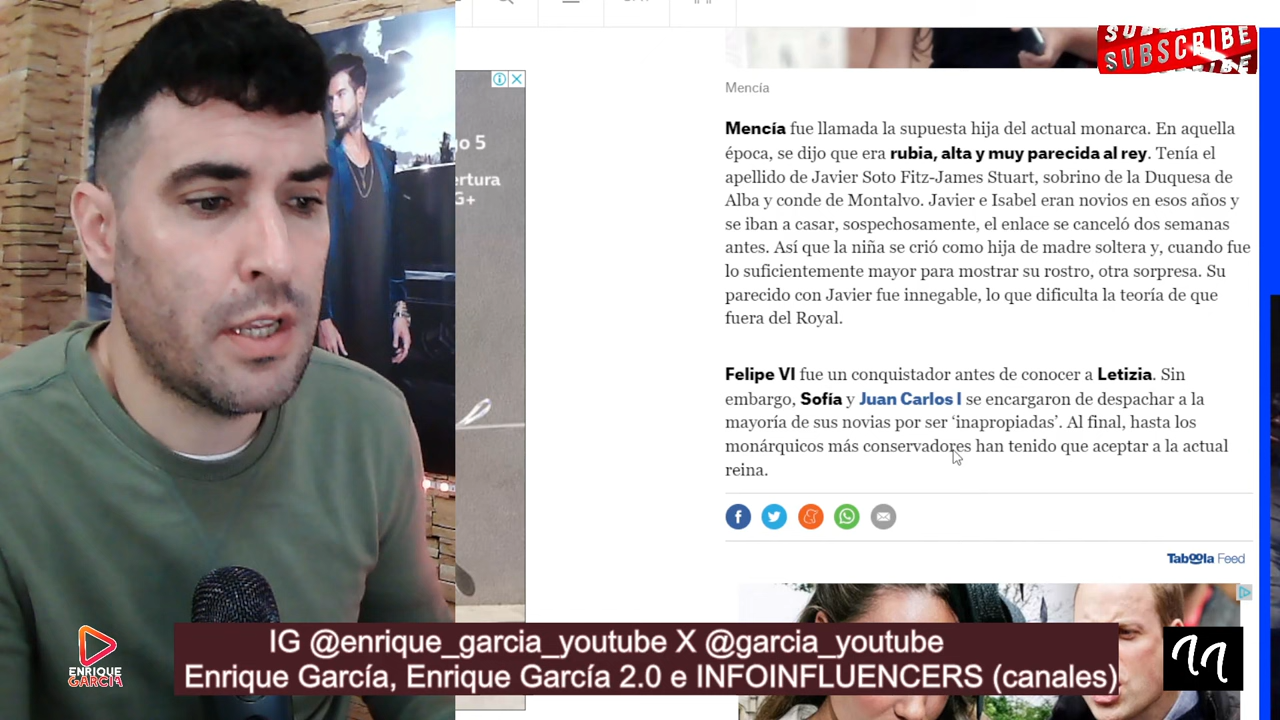 SUBSCRIBE
go 5
ertura
G+
Mencía
Mencía fue llamada la supuesta hija del actual monarca. En aquella
época, se dijo que era rubia, alta y muy parecida al rey. Tenía el
apellido de Javier Soto Fitz-James Stuart, sobrino de la Duquesa de
Alba y conde de Montalvo. Javier e Isabel eran novios en esos años y
se iban a casar, sospechosamente, el enlace se canceló dos semanas
antes. Así que la niña se crió como hija de madre soltera y, cuando fue
lo suficientemente mayor para mostrar su rostro, otra sorpresa. Su
parecido con Javier fue innegable, lo que dificulta la teoría de que
fuera del Royal.
Felipe VI fue un conquistador antes de conocer a Letizia. Sin
embargo, Sofía y Juan Carlos I se encargaron de despachar a la
mayoría de sus novias por ser ‘inapropiadas’. Al final, hasta los
monárquicos más conservadores han tenido que aceptar a la actual
reina.
Taboola Feed
IG @enrique_garcia_youtube X @garcia_youtube
Enrique García, Enrique García 2.0 e INFOINFLUENCERS (canales)
ENRIQUE
GARCÍA